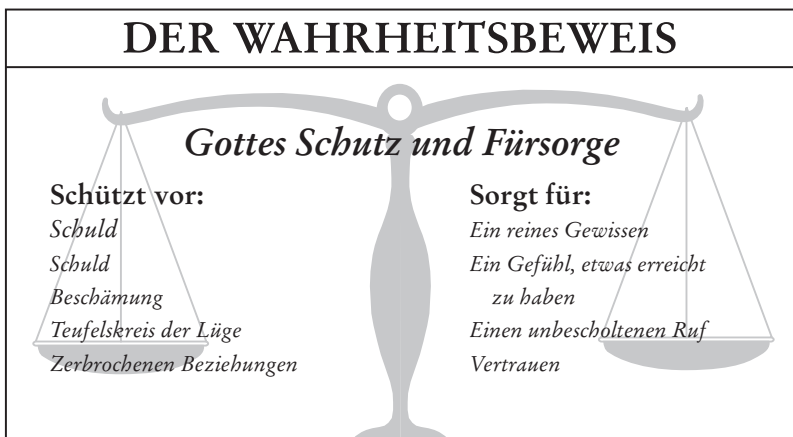 DER WAHRHEITSBEWEIS
Gottes Schutz und Fürsorge
Schützt vor:
Schuld
Schuld
Beschämung
Teufelskreis der Lüge
Zerbrochenen Beziehungen
Sorgt für:
Ein reines Gewissen
Ein Gefühl, etwas erreicht
zu haben
Einen unbescholtenen Ruf
Vertrauen